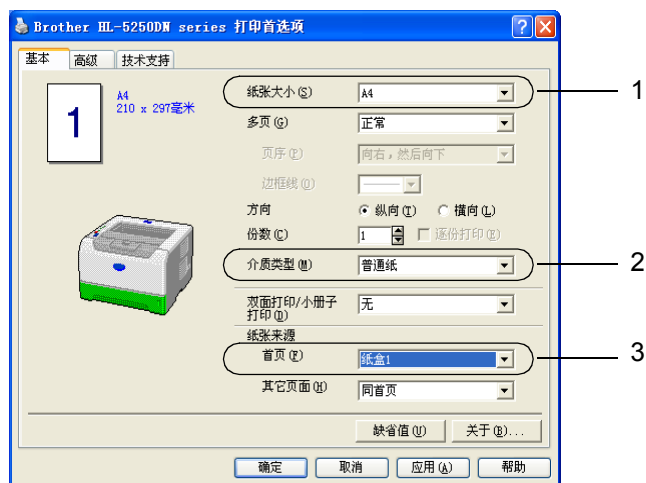 Brother HL-5250DN series 打印首选项
基本 高级 技术支持
1
A4
210 x 297毫米
纸张大小(S) A4 1
多页(G) 正常
页序(P) 向右，然后向下
边框线(O)
方向 纵向(T) 横向(L)
份数(C) 1 逐份打印(E)
介质类型(M) 普通纸 2
双面打印/小册子 无
打印(D)
纸张来源
首页(F) 纸盒1 3
其它页面(H) 同首页
缺省值(U) 关于(B)...
确定 取消 应用(A) 帮助